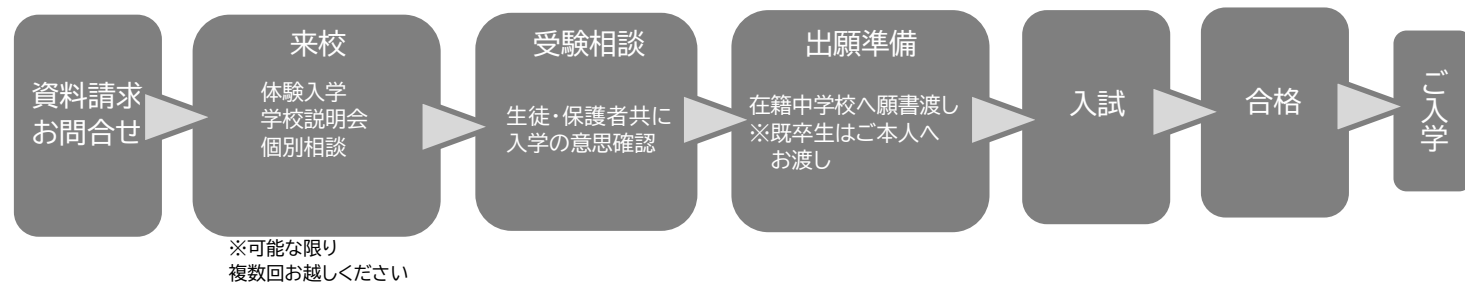 資料請求
お問合せ
来校
体験入学
学校説明会
個別相談
※可能な限り
複数回お越しください
受験相談
生徒・保護者共に
入学の意思確認
出願準備
在籍中学校へ願書渡し
※既卒生はご本人へ
お渡し
入試
合格
ご入学